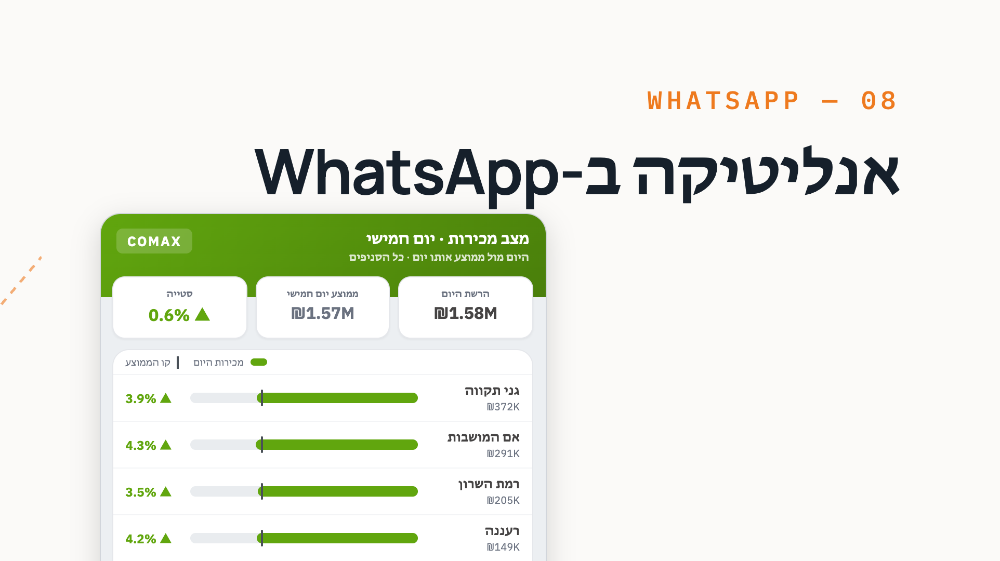 WHATSAPP — 08
אנליטיקה ב-WhatsApp
מצב מכירות · יום חמישי
COMAX
היום מול ממוצע אותו יום · כל הסניפים
הרשת היום
₪1.58M
ממוצע יום חמישי
₪1.57M
סטייה
▲ 0.6%
מכירות היום
קו הממוצע
גני תקווה
₪372K
▲ 3.9%
אם המושבות
₪291K
▲ 4.3%
רמת השרון
₪205K
▲ 3.5%
רעננה
₪149K
▲ 4.2%